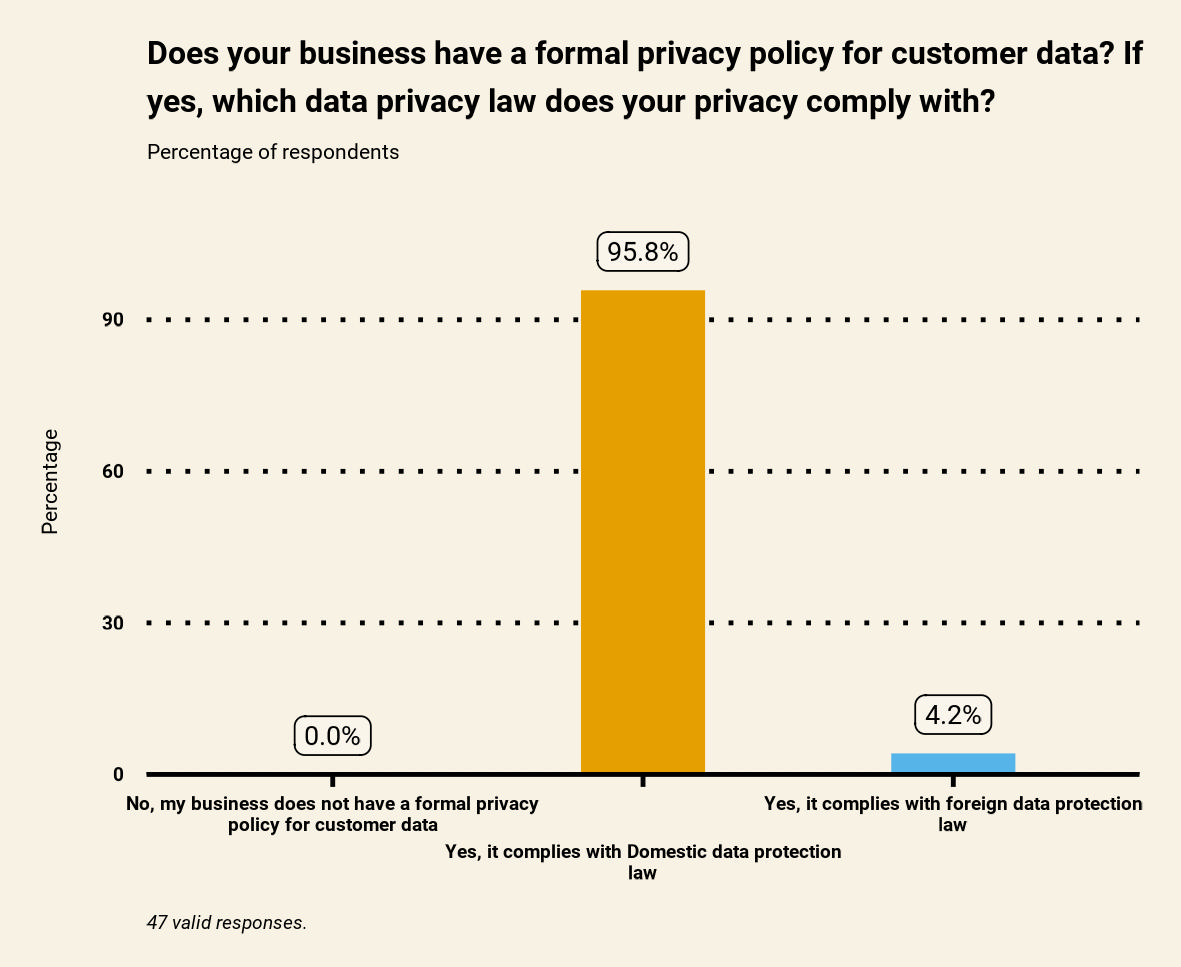 Does your business have a formal privacy policy for customer data? If
yes, which data privacy law does your privacy comply with?
Percentage of respondents
95.8%
90
60
Percentage
30
4.2%
0.0%
0
No, my business does not have a formal privacy
policy for customer data
Yes, it complies with foreign data protection
law
Yes, it complies with Domestic data protection
law
47 valid responses.